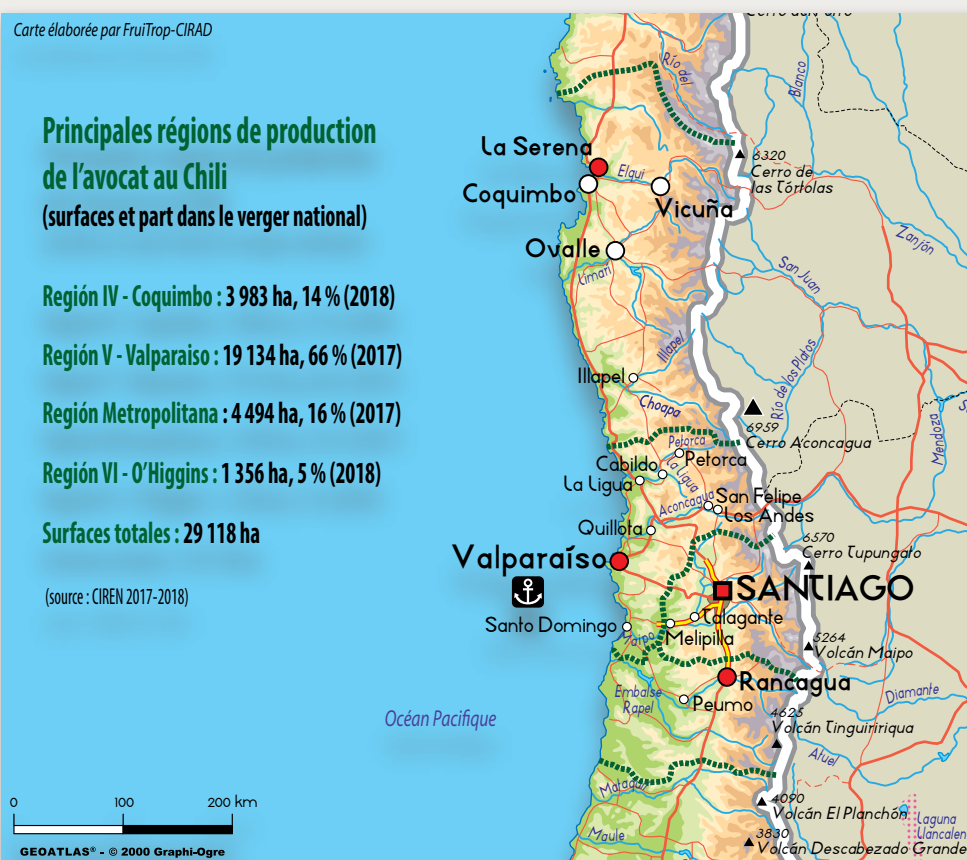 Carte élaborée par FruiTrop-CIRAD
Principales régions de production
de l'avocat au Chili
(surfaces et part dans le verger national)
Región IV - Coquimbo : 3 983 ha, 14 % (2018)
Región V - Valparaiso : 19 134 ha, 66 % (2017)
Región Metropolitana : 4 494 ha, 16 % (2017)
Región VI - O'Higgins : 1 356 ha, 5 % (2018)
Surfaces totales : 29 118 ha
(source : CIREN 2017-2018)
Océan Pacifique
0 100 200 km
GEOATLAS® - © 2000 Graphi-Ogre
Río del
Blanco
La Serena
Coquimbo
Elqui
Vicuña
6320
Cerro de
las Tórtolas
Ovalle
Limarí
Zanjón
San Juan
Illapel
Illapel
Río de los Platos
Choapa
6959
Cerro Aconcagua
Mendoza
Petorca
Petorca
Cabildo
La Ligua
La Ligua
Aconcagua
San Felipe
Los Andes
Quillota
6570
Cerro Tupungato
Valparaíso
SANTIAGO
Talagante
Santo Domingo
Maipo
Melipilla
5264
Volcán Maipo
Rancagua
Embalse
Rapel
Peumo
Diamante
4625
Volcán Tinguiririqua
Atuel
Mataqui
4090
Volcán El Planchón
Laguna
Llancalen
Maule
3830
Volcán Descabezado Grande